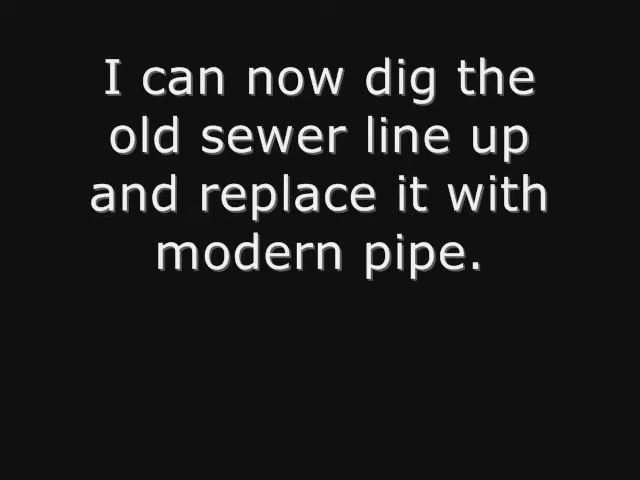 I can now dig the
old sewer line up
and replace it with
modern pipe.